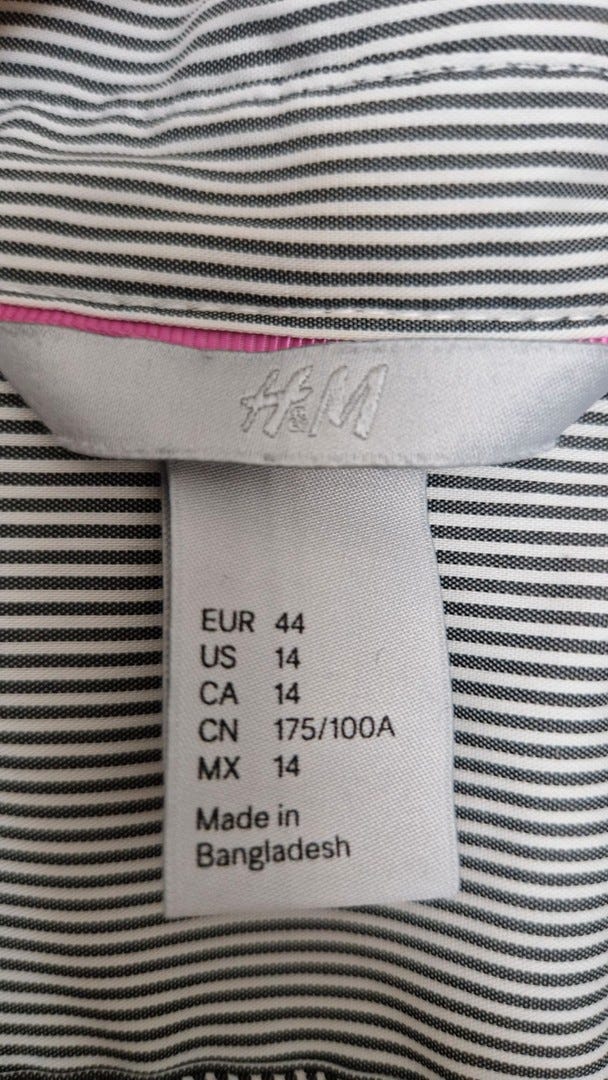 H&M
EUR 44
US 14
CA 14
CN 175/100A
MX 14
Made in
Bangladesh